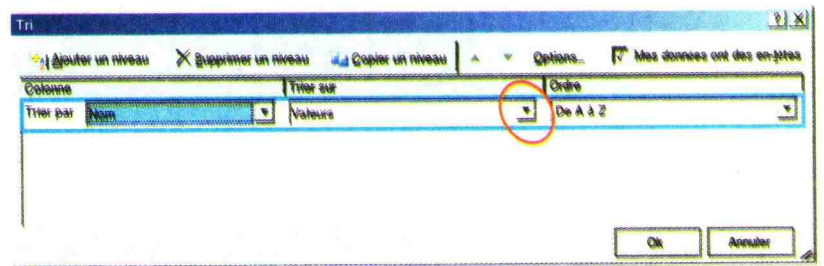 Tri
Ajouter un niveau Supprimer un niveau Copier un niveau Options... Mes données ont des en-têtes
Colonne Trier sur Ordre
Trier par Nom Valeurs De A à Z
Ok Annuler